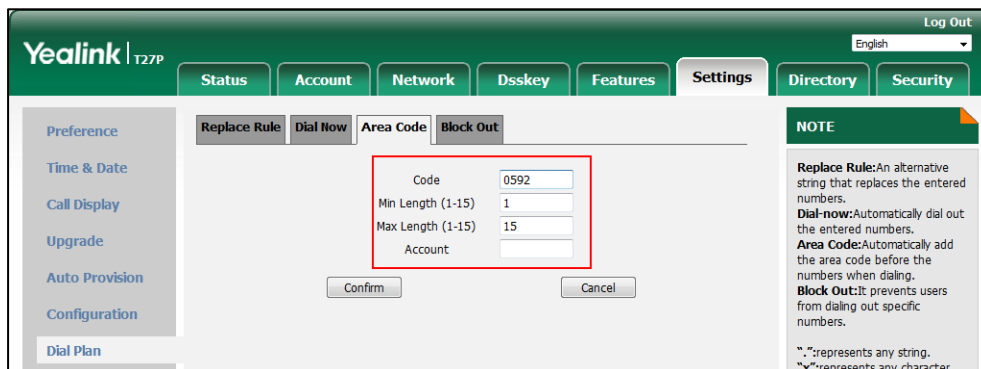 Log Out
Yealink T27P
English
Status Account Network Dsskey Features Settings Directory Security
Preference
Time & Date
Call Display
Upgrade
Auto Provision
Configuration
Dial Plan
Replace Rule Dial Now Area Code Block Out
Code 0592
Min Length (1-15) 1
Max Length (1-15) 15
Account
Confirm Cancel
NOTE
Replace Rule:An alternative
string that replaces the entered
numbers.
Dial-now:Automatically dial out
the entered numbers.
Area Code:Automatically add
the area code before the
numbers when dialing.
Block Out:It prevents users
from dialing out specific
numbers.
".":represents any string.
"x":represents any character